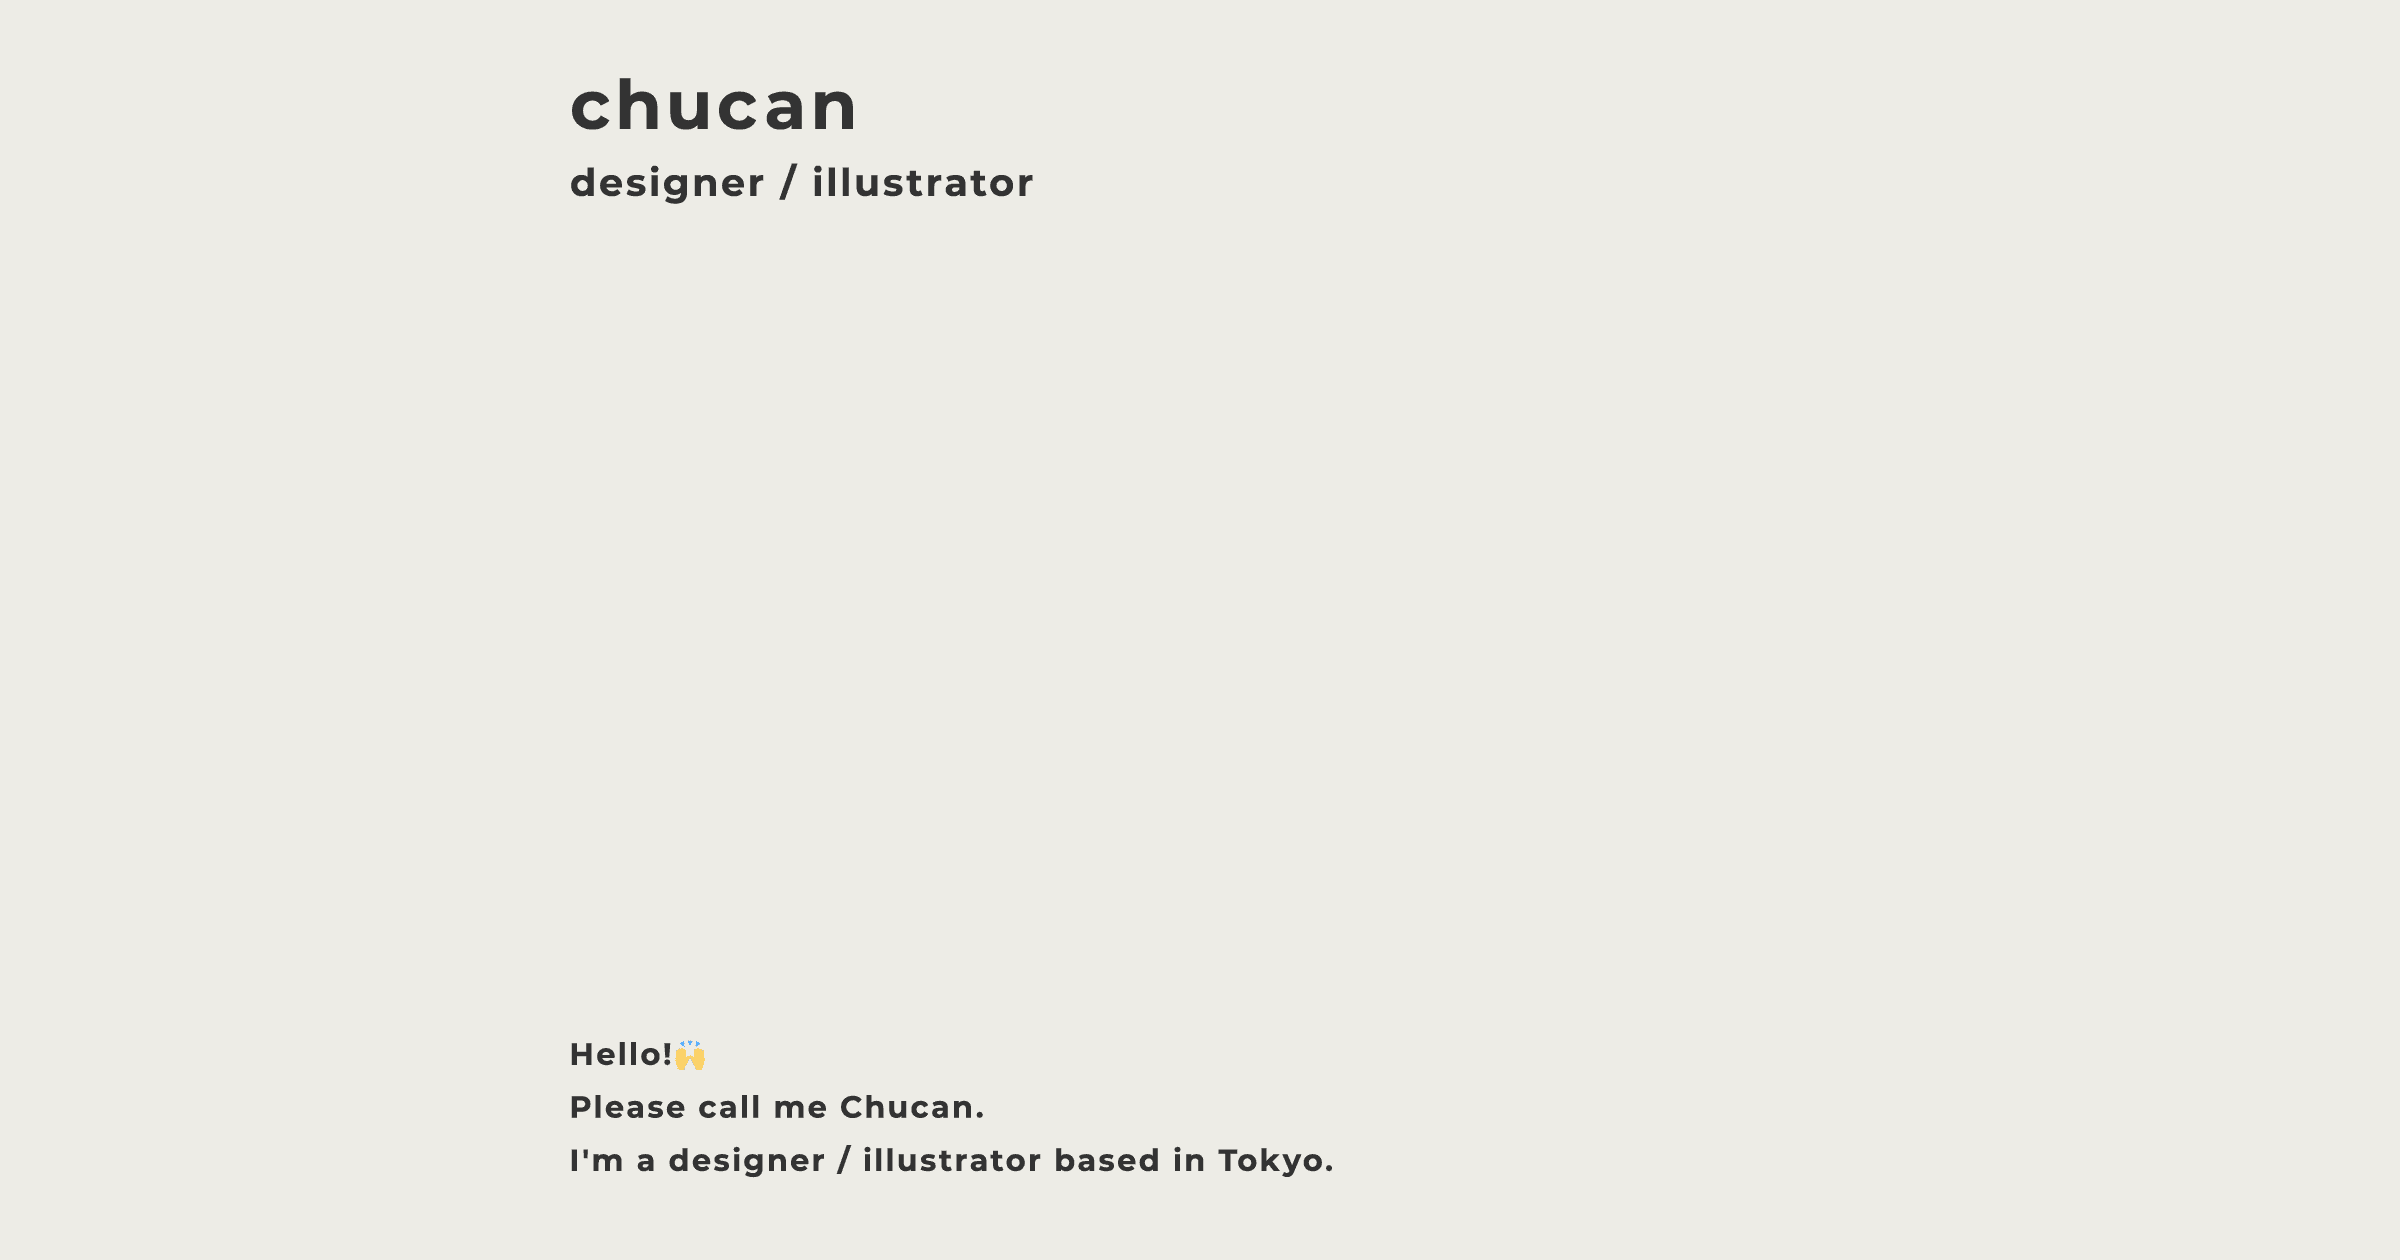 chucan
designer / illustrator
Hello!🙌
Please call me Chucan.
I'm a designer / illustrator based in Tokyo.